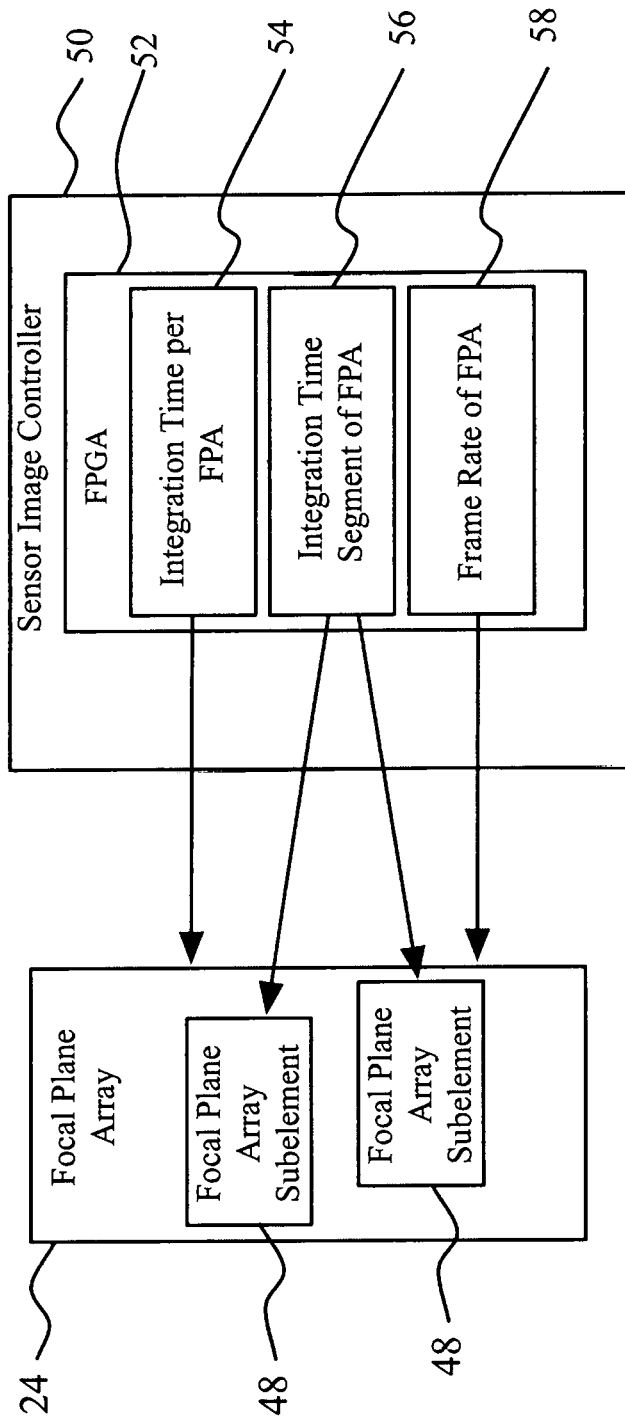 Sensor Image Controller
50
FPGA
52
Integration Time per
FPA
54
Integration Time
Segment of FPA
56
Frame Rate of FPA
58
24
Focal Plane
Array
48
Focal Plane
Array
Subelement
48
Focal Plane
Array
Subelement